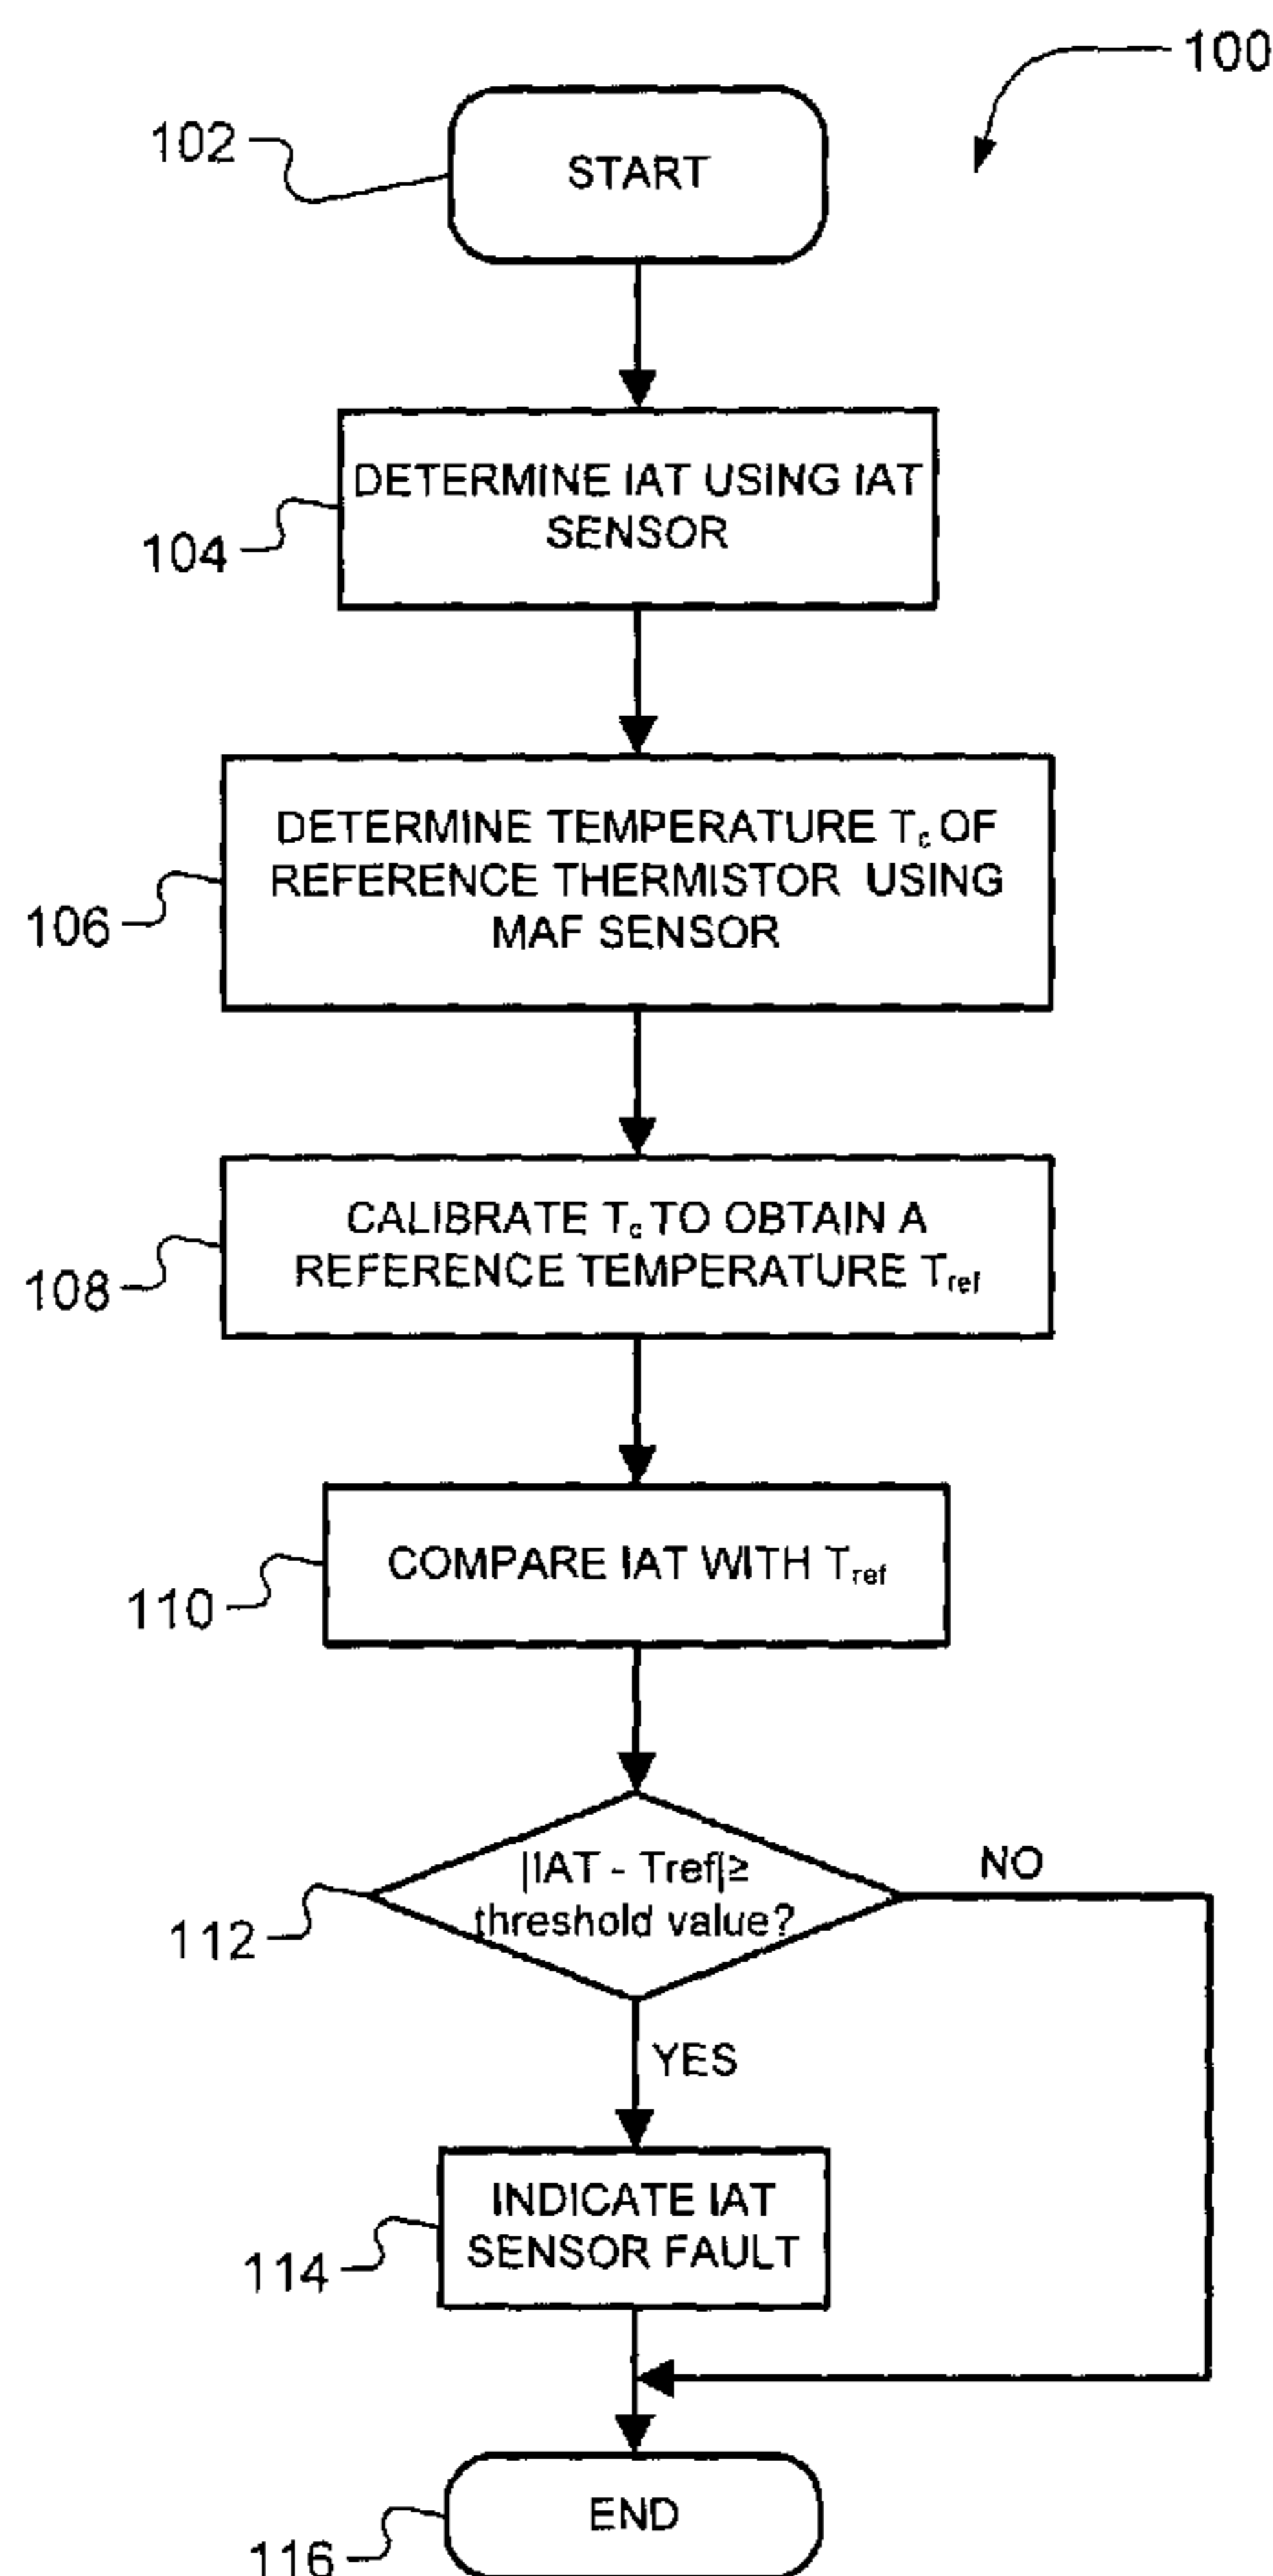 100
102
START
DETERMINE IAT USING IAT
SENSOR
104
DETERMINE TEMPERATURE Tc OF
REFERENCE THERMISTOR USING
MAF SENSOR
106
CALIBRATE Tc TO OBTAIN A
REFERENCE TEMPERATURE Tref
108
COMPARE IAT WITH Tref
110
|IAT - Tref| ≥
threshold value?
NO
112
YES
INDICATE IAT
SENSOR FAULT
114
END
116